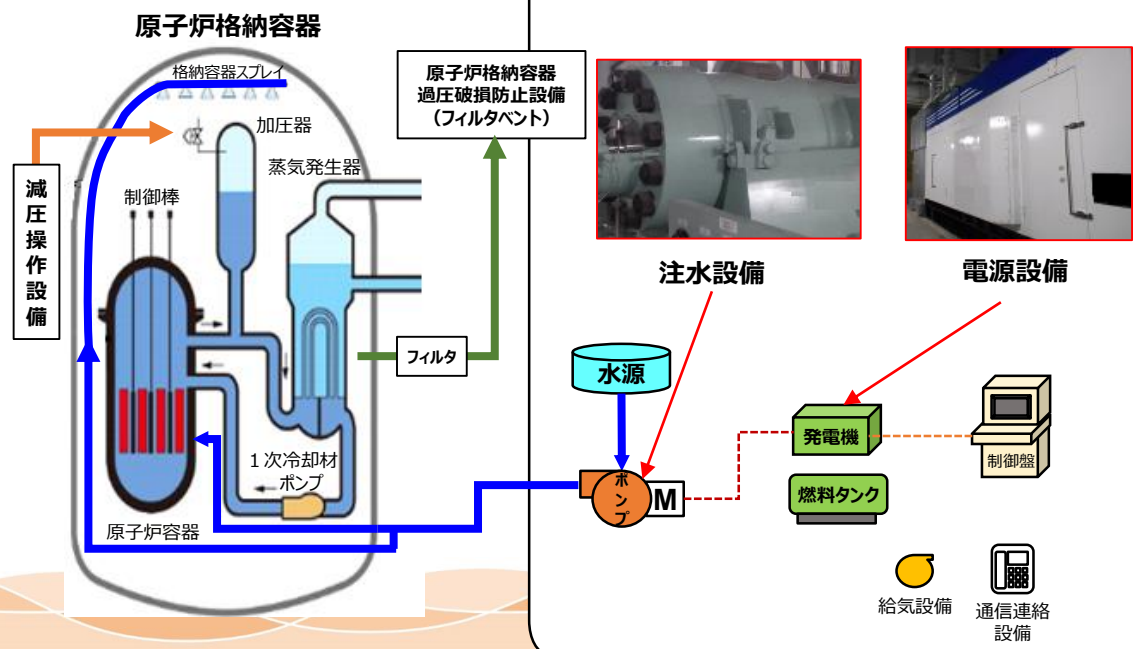 原子炉格納容器
格納容器スプレイ
加圧器
蒸気発生器
制御棒
減圧操作設備
原子炉格納容器
過圧破損防止設備
（フィルタベント）
フィルタ
１次冷却材
ポンプ
原子炉容器
注水設備
電源設備
水源
ポンプ
M
発電機
燃料タンク
制御盤
給気設備
通信連絡
設備